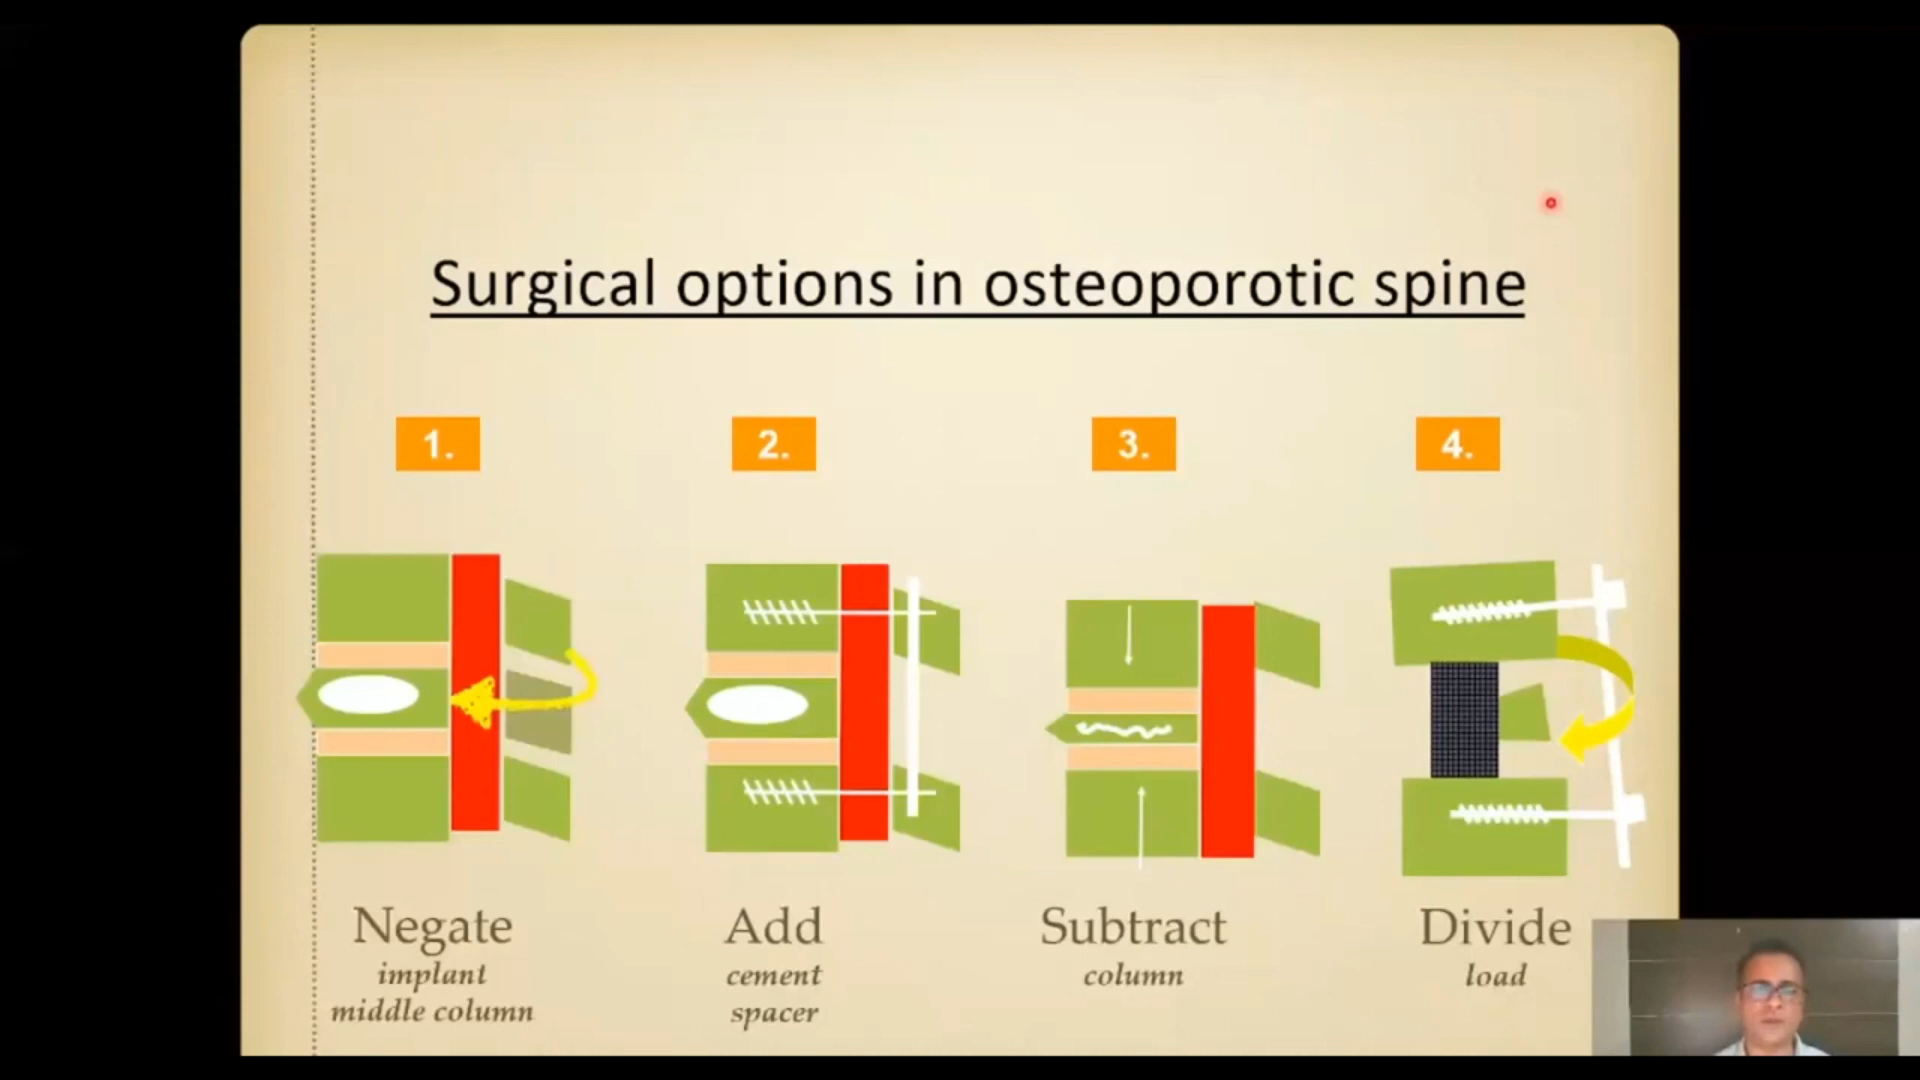 Surgical options in osteoporotic spine
1.
2.
3.
4.
Negate
implant
middle column
Add
cement
spacer
Subtract
column
Divide
load